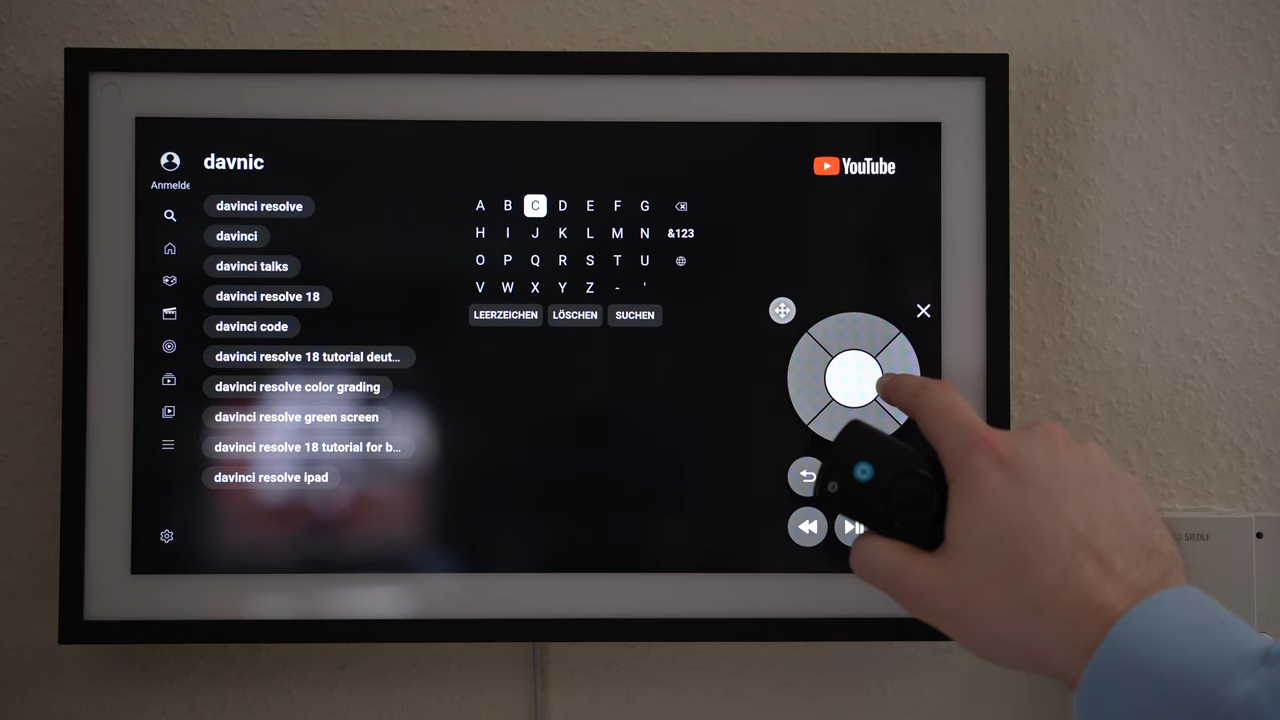 davnic
YouTube
Anmelde
davinci resolve
davinci
davinci talks
davinci resolve 18
davinci code
davinci resolve 18 tutorial deut...
davinci resolve color grading
davinci resolve green screen
davinci resolve 18 tutorial for b...
davinci resolve ipad
A B C D E F G
H I J K L M N &123
O P Q R S T U
V W X Y Z - '
LEERZEICHEN LÖSCHEN SUCHEN
SIEDLE